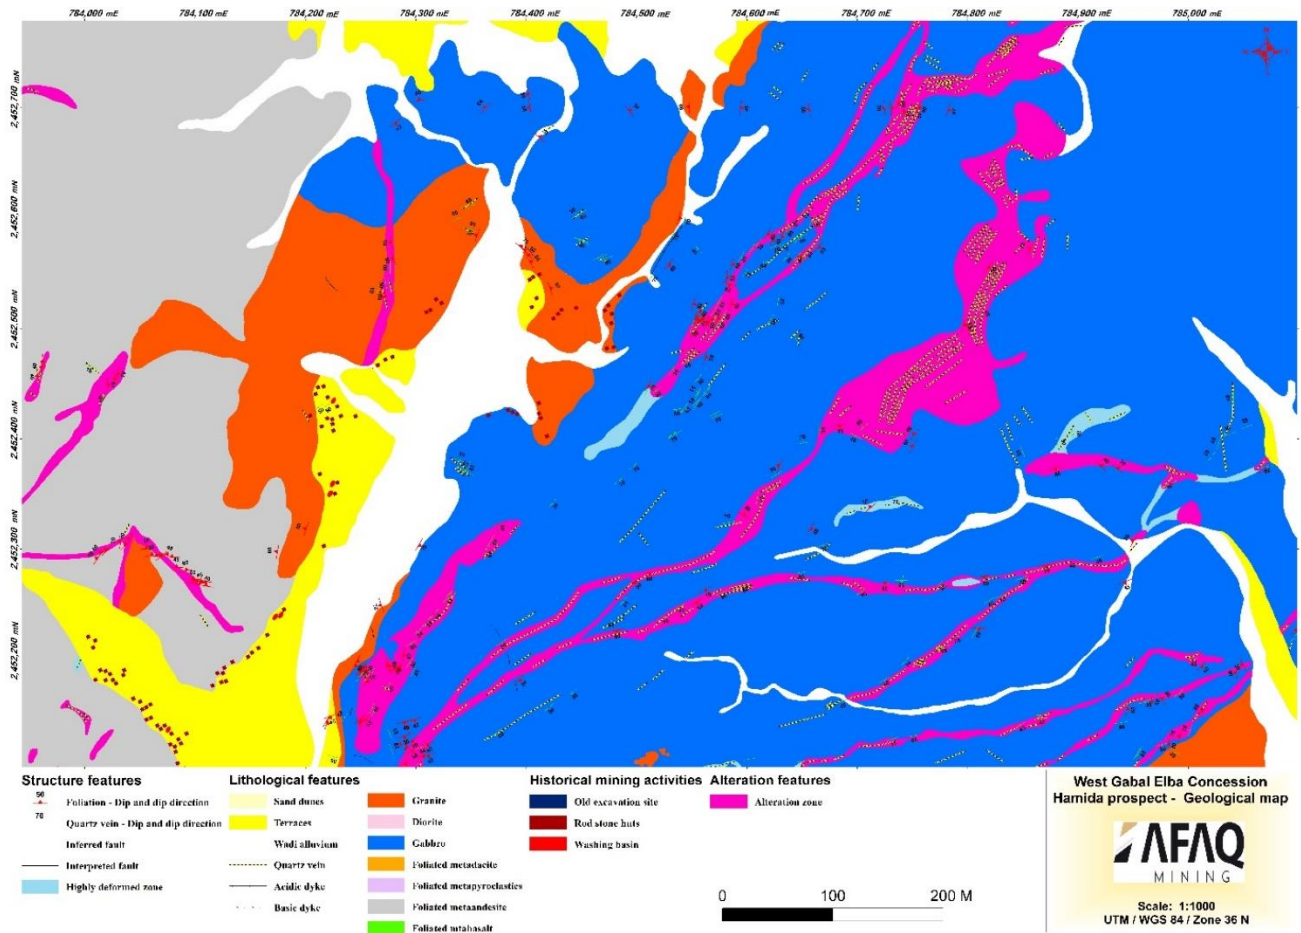 784,000 mE 784,100 mE 784,200 mE 784,300 mE 784,400 mE 784,500 mE 784,600 mE 784,700 mE 784,800 mE 784,900 mE 785,000 mE
2,452,700 mN
2,452,600 mN
2,452,500 mN
2,452,400 mN
2,452,300 mN
2,452,200 mN
Structure features
50
Foliation - Dip and dip direction
70
Quartz vein - Dip and dip direction
Inferred fault
Interpreted fault
Highly deformed zone
Lithological features
Sand dunes
Terraces
Wadi alluvium
Quartz vein
Acidic dyke
Basic dyke
Granite
Diorite
Gabbro
Foliated metadacite
Foliated metapyroclastics
Foliated metaandesite
Foliated mtabasalt
Historical mining activities
Old excavation site
Rod stone huts
Washing basin
Alteration features
Alteration zone
0 100 200 M
West Gabal Elba Concession
Hamida prospect - Geological map
AFAQ
MINING
Scale: 1:1000
UTM / WGS 84 / Zone 36 N